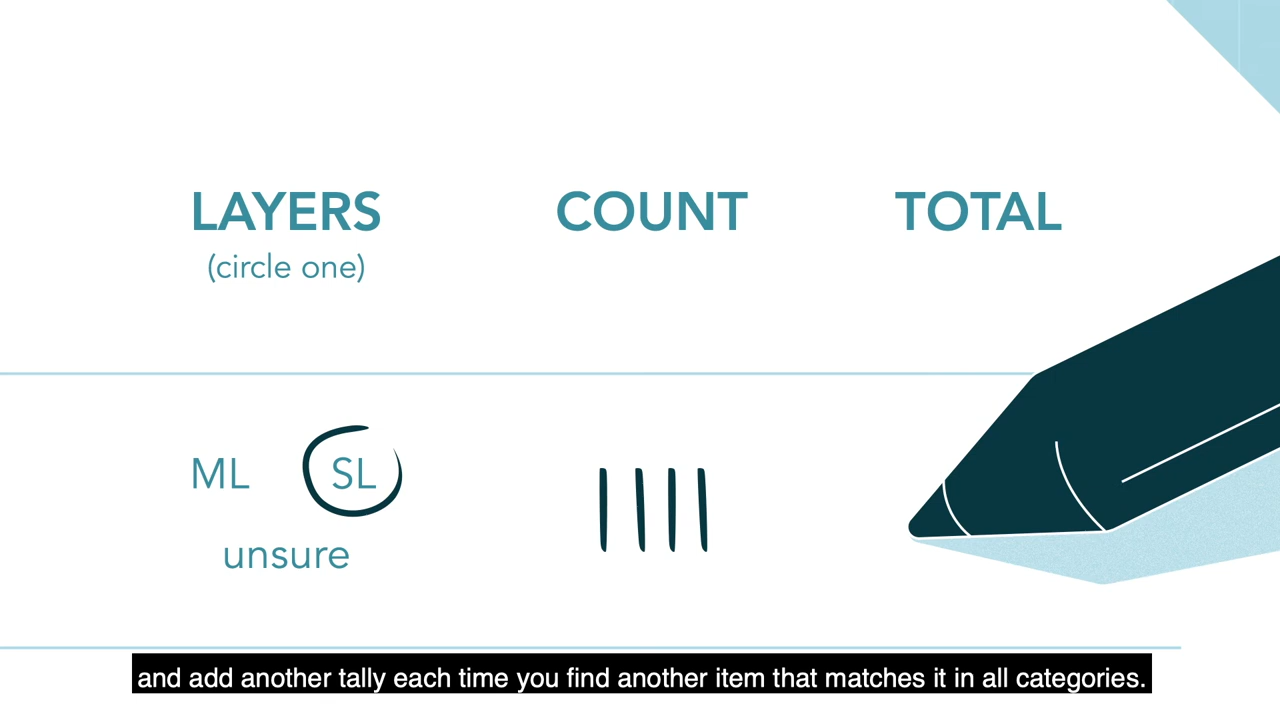 LAYERS COUNT TOTAL
(circle one)
ML SL
unsure
and add another tally each time you find another item that matches it in all categories.